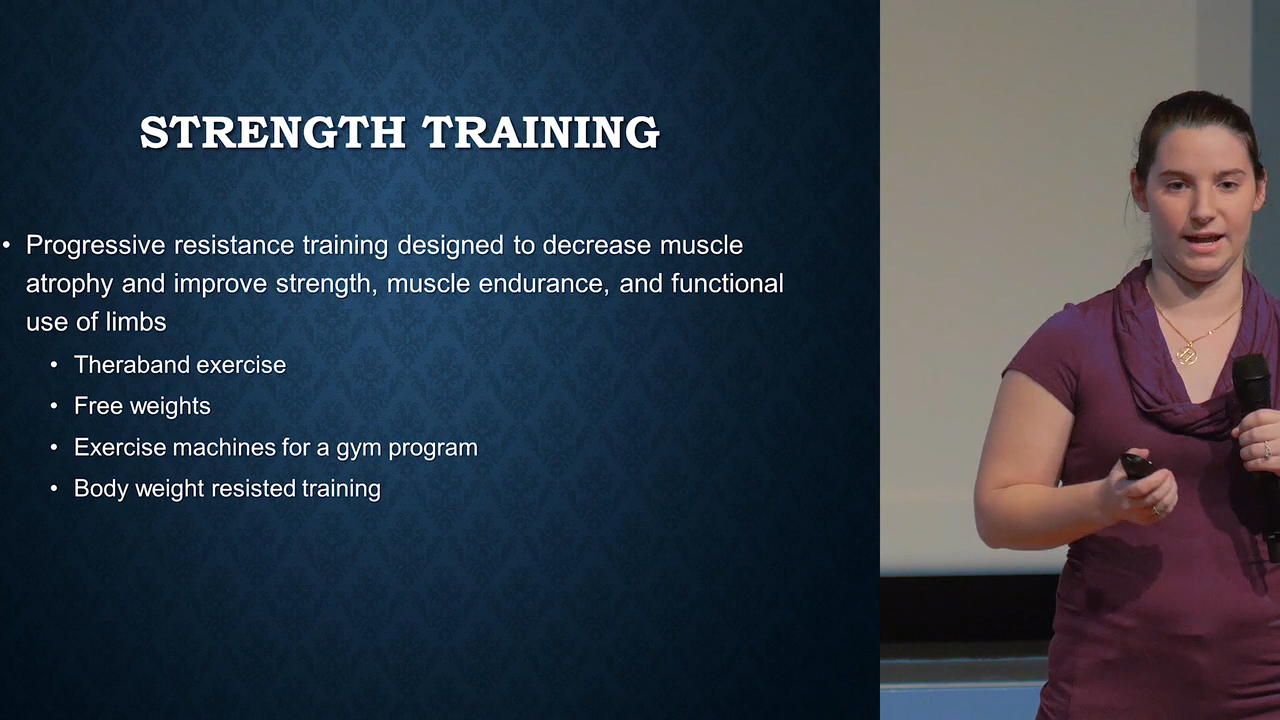 STRENGTH TRAINING
• Progressive resistance training designed to decrease muscle
atrophy and improve strength, muscle endurance, and functional
use of limbs
• Theraband exercise
• Free weights
• Exercise machines for a gym program
• Body weight resisted training